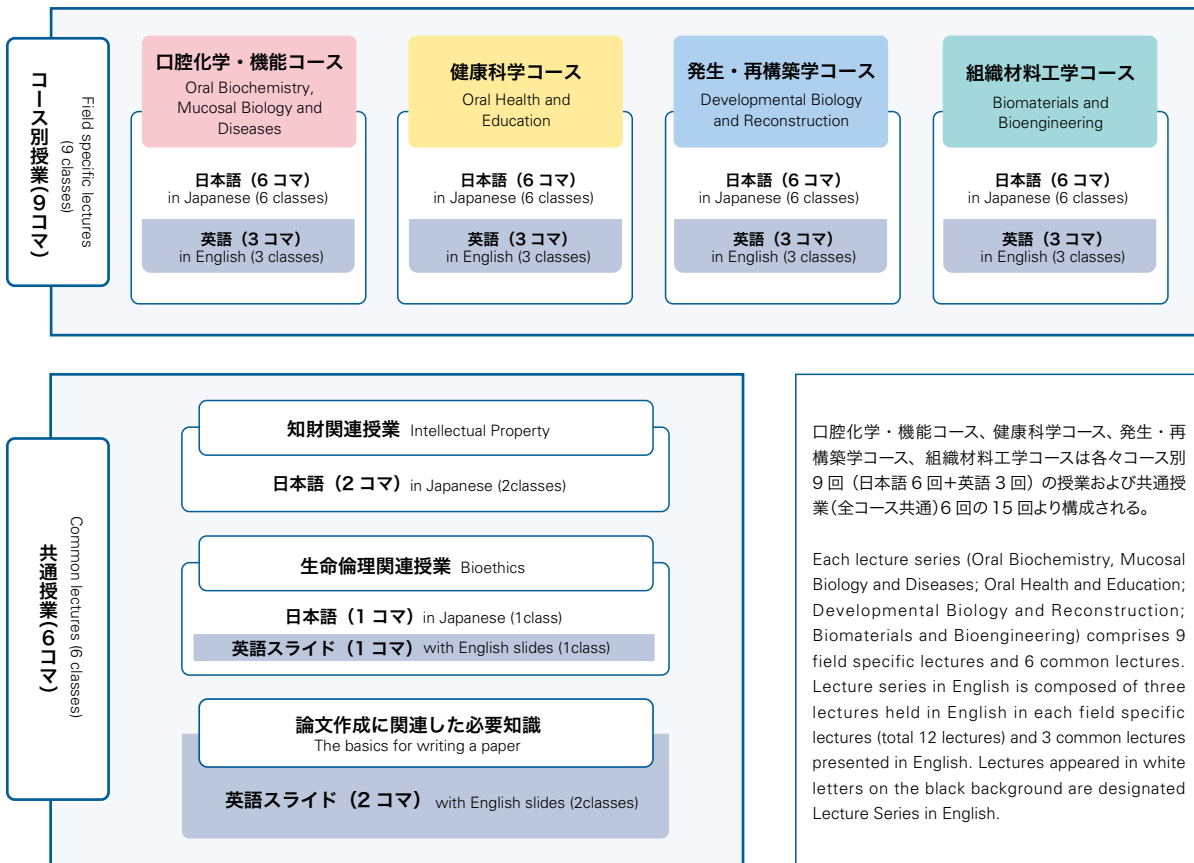 コース別授業(9コマ)
Field specific lectures
(9 classes)
口腔化学・機能コース
Oral Biochemistry,
Mucosal Biology and
Diseases
日本語（6 コマ）
in Japanese (6 classes)
英語（3 コマ）
in English (3 classes)
健康科学コース
Oral Health and
Education
日本語（6 コマ）
in Japanese (6 classes)
英語（3 コマ）
in English (3 classes)
発生・再構築学コース
Developmental Biology
and Reconstruction
日本語（6 コマ）
in Japanese (6 classes)
英語（3 コマ）
in English (3 classes)
組織材料工学コース
Biomaterials and
Bioengineering
日本語（6 コマ）
in Japanese (6 classes)
英語（3 コマ）
in English (3 classes)
共通授業(6コマ)
Common lectures (6 classes)
知財関連授業 Intellectual Property
日本語（2 コマ）in Japanese (2classes)
生命倫理関連授業 Bioethics
日本語（1 コマ）in Japanese (1class)
英語スライド（1 コマ）with English slides (1class)
論文作成に関連した必要知識
The basics for writing a paper
英語スライド（2 コマ）with English slides (2classes)
口腔化学・機能コース、健康科学コース、発生・再
構築学コース、組織材料工学コースは各々コース別
9 回（日本語 6 回+英語 3 回）の授業および共通授
業(全コース共通)6 回の 15 回より構成される。
Each lecture series (Oral Biochemistry, Mucosal
Biology and Diseases; Oral Health and Education;
Developmental Biology and Reconstruction;
Biomaterials and Bioengineering) comprises 9
field specific lectures and 6 common lectures.
Lecture series in English is composed of three
lectures held in English in each field specific
lectures (total 12 lectures) and 3 common lectures
presented in English. Lectures appeared in white
letters on the black background are designated
Lecture Series in English.